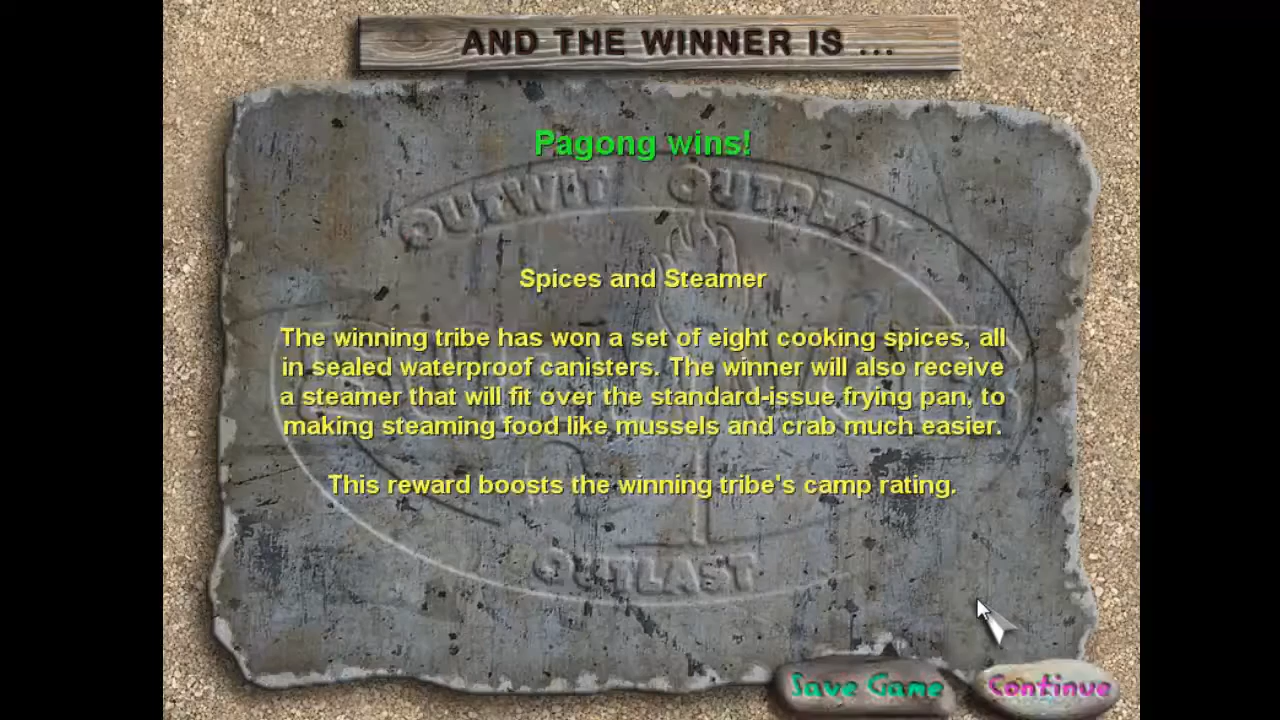 AND THE WINNER IS ...
Pagong wins!
OUTWIT OUTPLAY
Spices and Steamer
The winning tribe has won a set of eight cooking spices, all
in sealed waterproof canisters. The winner will also receive
a steamer that will fit over the standard-issue frying pan, to
making steaming food like mussels and crab much easier.
This reward boosts the winning tribe's camp rating.
OUTLAST
Save Game
Continue